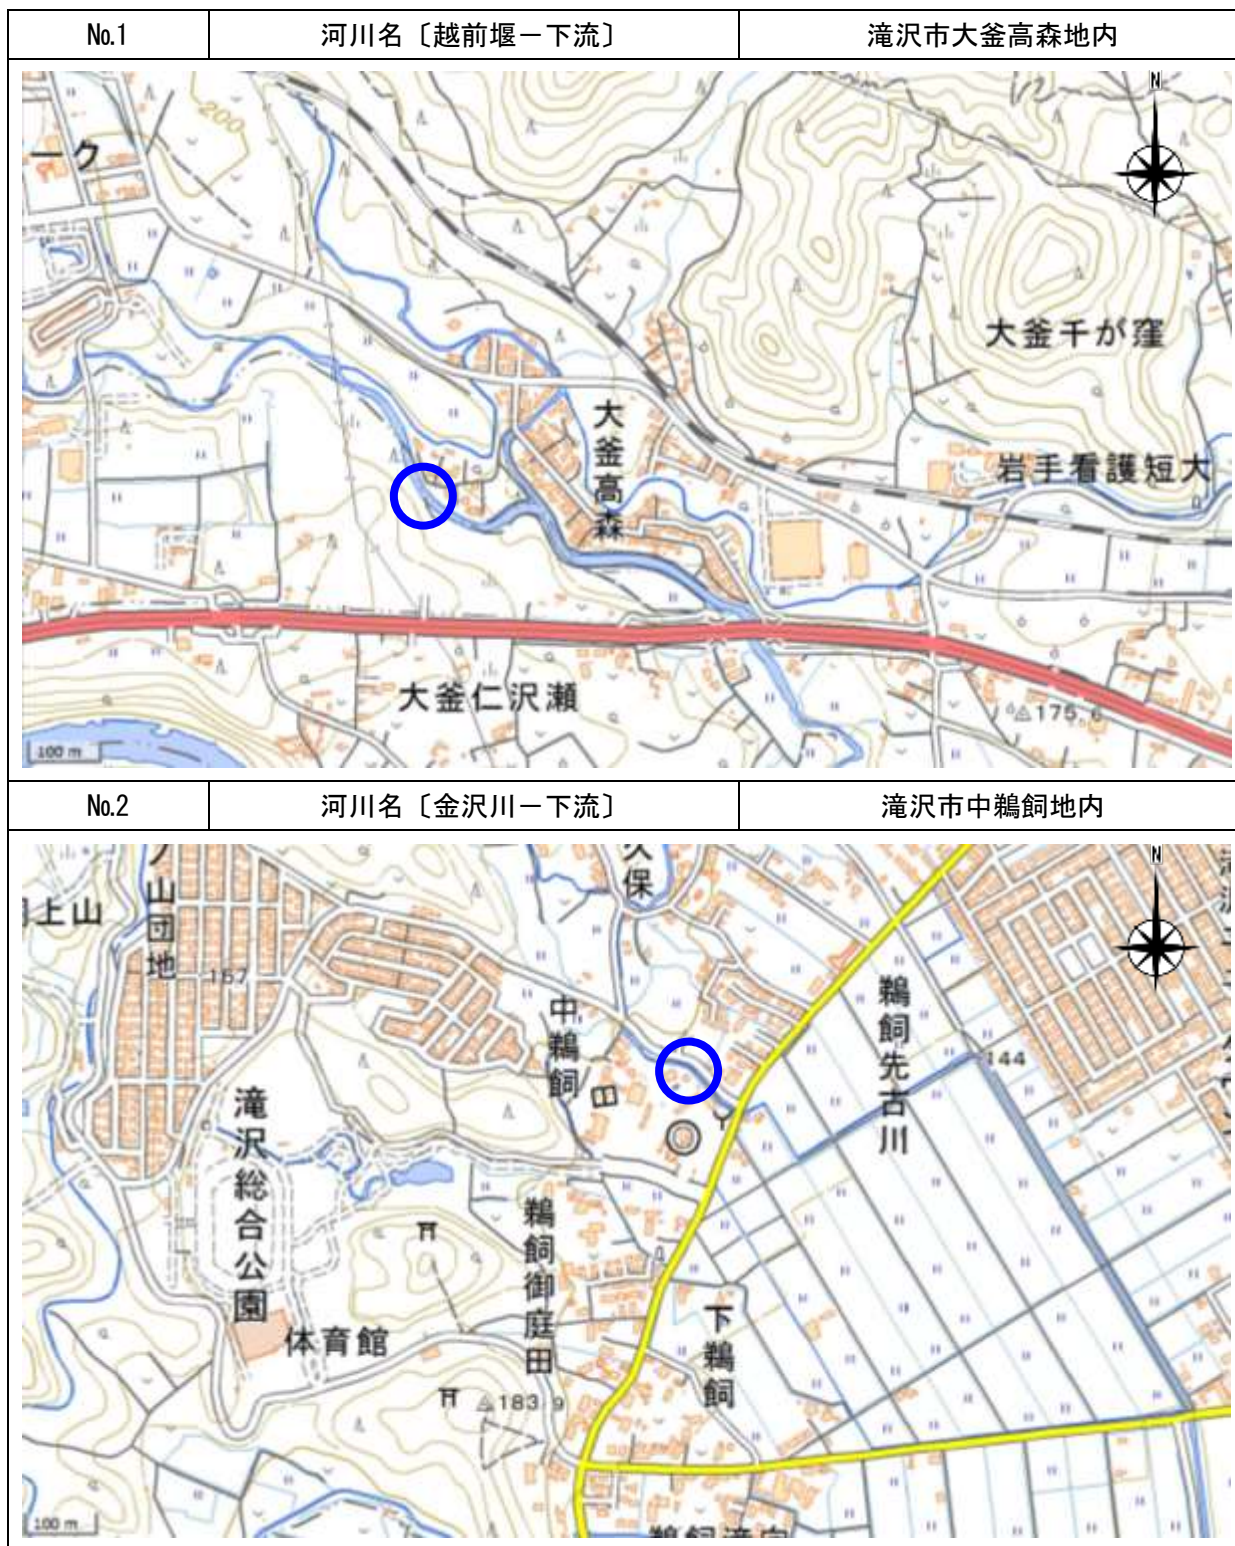 №1 河川名〔越前堰－下流〕 滝沢市大釜高森地内
N
200
ーク
大釜千が窪
大釜高森
岩手看護短大
大釜仁沢瀬
175.6
100 m
№2 河川名〔金沢川－下流〕 滝沢市中鵜飼地内
N
久保
上山
ノ山団地
157
中鵜飼
鵜飼先古川
144
滝沢総合公園
鵜飼御庭田
体育館
下鵜飼
183.9
100 m